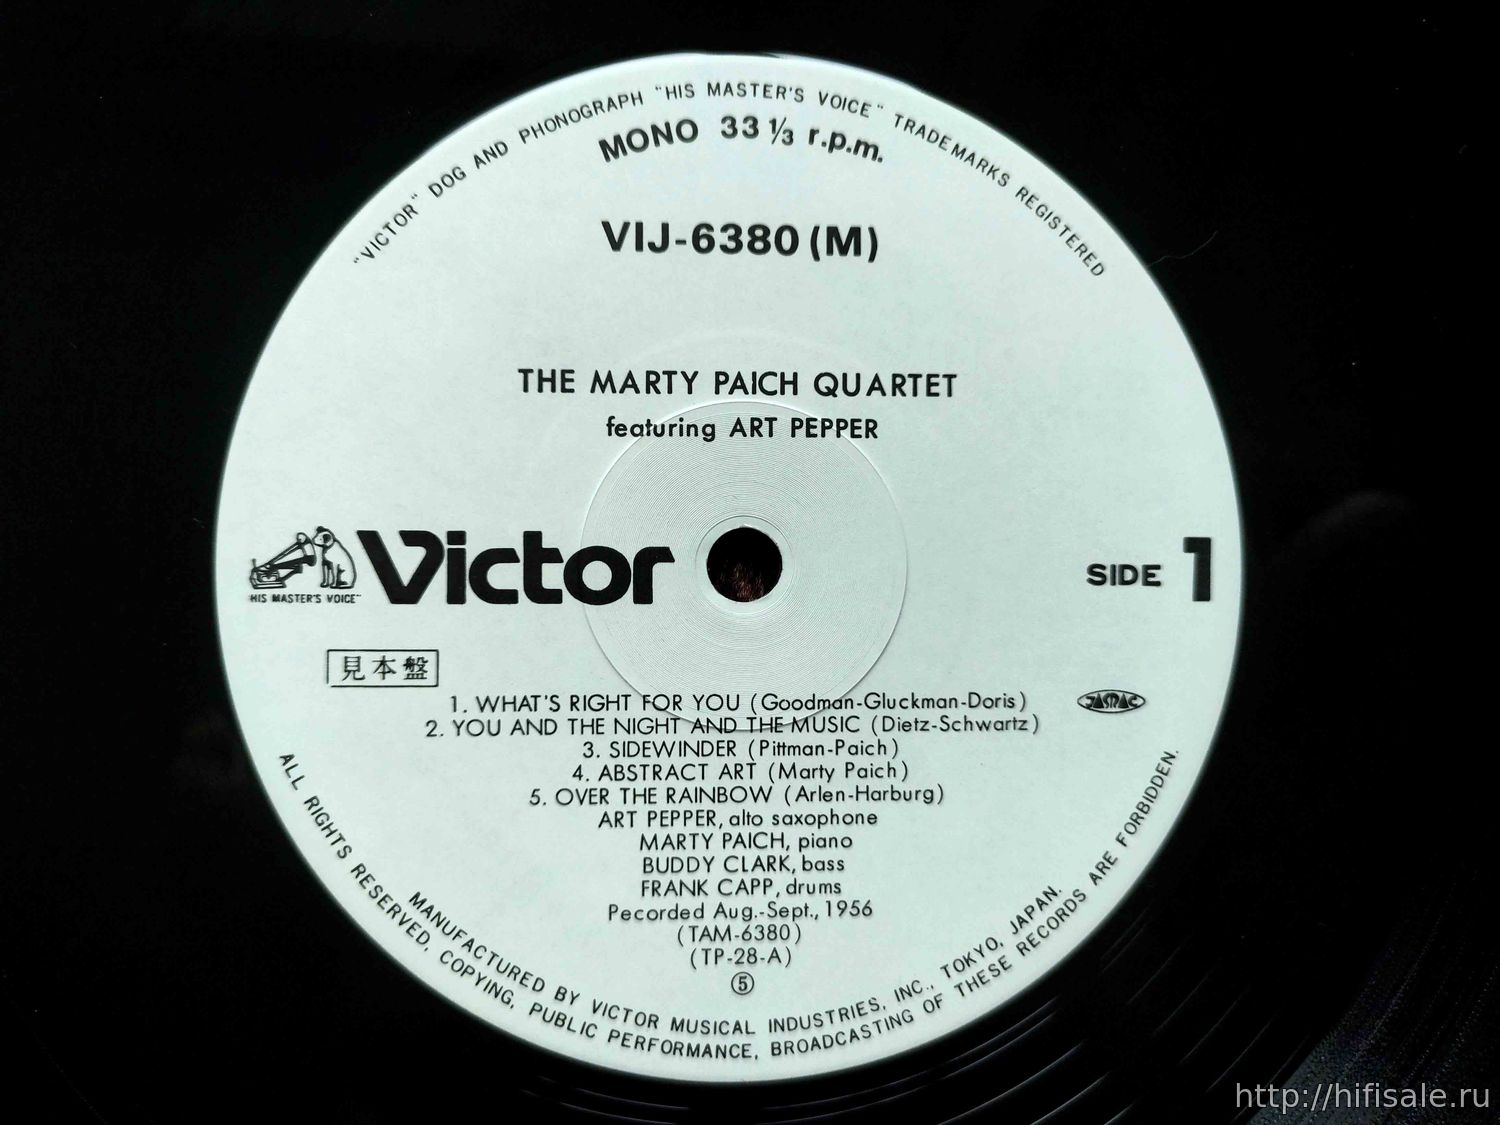 "VICTOR" DOG AND PHONOGRAPH "HIS MASTER'S VOICE" TRADEMARKS REGISTERED
MONO 33 1/3 r.p.m.
VIJ-6380 (M)
THE MARTY PAICH QUARTET
featuring ART PEPPER
Victor
"HIS MASTER'S VOICE"
SIDE 1
見本盤
1. WHAT'S RIGHT FOR YOU (Goodman-Gluckman-Doris)
JASRAC
2. YOU AND THE NIGHT AND THE MUSIC (Dietz-Schwartz)
3. SIDEWINDER (Pittman-Paich)
4. ABSTRACT ART (Marty Paich)
5. OVER THE RAINBOW (Arlen-Harburg)
ART PEPPER, alto saxophone
MARTY PAICH, piano
BUDDY CLARK, bass
FRANK CAPP, drums
Pecorded Aug.-Sept., 1956
(TAM-6380)
(TP-28-A)
⑤
MANUFACTURED BY VICTOR MUSICAL INDUSTRIES, INC., TOKYO, JAPAN.
ALL RIGHTS RESERVED, COPYING, PUBLIC PERFORMANCE, BROADCASTING OF THESE RECORDS ARE FORBIDDEN.
http://hifisale.ru